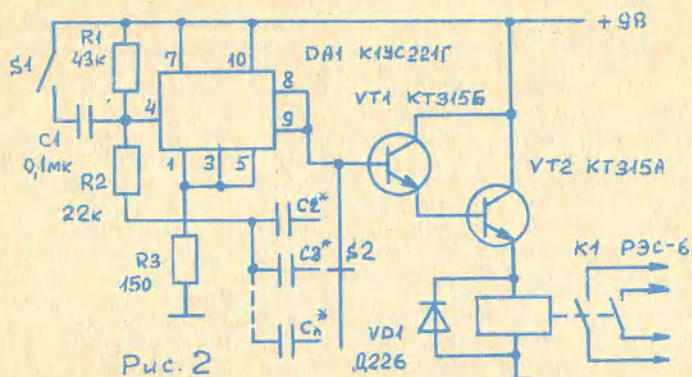 +9В
R1
43к
S1
7
10
DA1 К1УС221Г
8
9
4
C1
0,1мк
1
3
5
VT1 КТ315Б
VT2 КТ315А
R2
22к
C2*
C3*
S2
K1 РЭС-6
R3
150
Cn*
VD1
Д226
Рис. 2